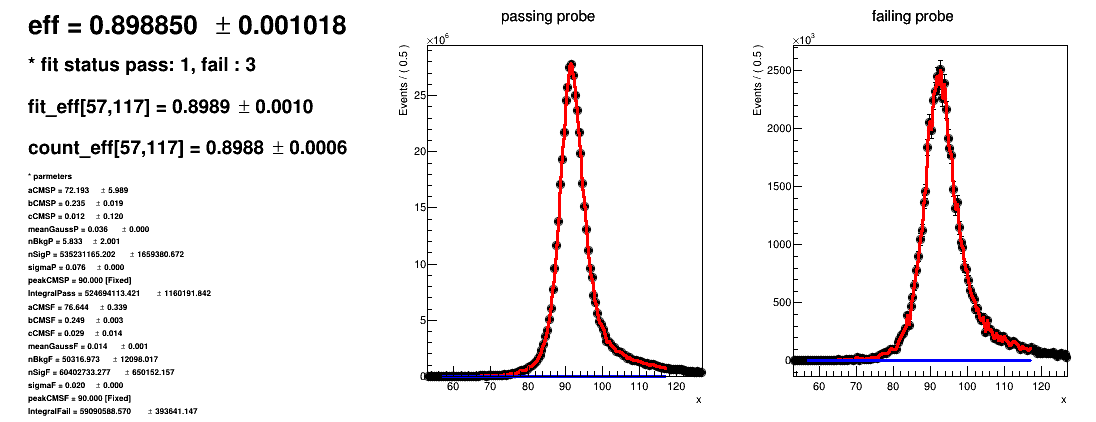 eff = 0.898850 ± 0.001018
* fit status pass: 1, fail : 3
fit_eff[57,117] = 0.8989 ± 0.0010
count_eff[57,117] = 0.8988 ± 0.0006
* parmeters
aCMSP = 72.193 ± 5.989
bCMSP = 0.235 ± 0.019
cCMSP = 0.012 ± 0.120
meanGaussP = 0.036 ± 0.000
nBkgP = 5.833 ± 2.001
nSigP = 535231165.202 ± 1659380.672
sigmaP = 0.076 ± 0.000
peakCMSP = 90.000 [Fixed]
IntegralPass = 524694113.421 ± 1160191.842
aCMSF = 76.644 ± 0.339
bCMSF = 0.249 ± 0.003
cCMSF = 0.029 ± 0.014
meanGaussF = 0.014 ± 0.001
nBkgF = 50316.973 ± 12098.017
nSigF = 60402733.277 ± 650152.157
sigmaF = 0.020 ± 0.000
peakCMSF = 90.000 [Fixed]
IntegralFail = 59090588.570 ± 393641.147
passing probe
×10⁶
Events / ( 0.5 )
25
20
15
10
5
0
60 70 80 90 100 110 120
x
failing probe
×10³
Events / ( 0.5 )
2500
2000
1500
1000
500
0
60 70 80 90 100 110 120
x